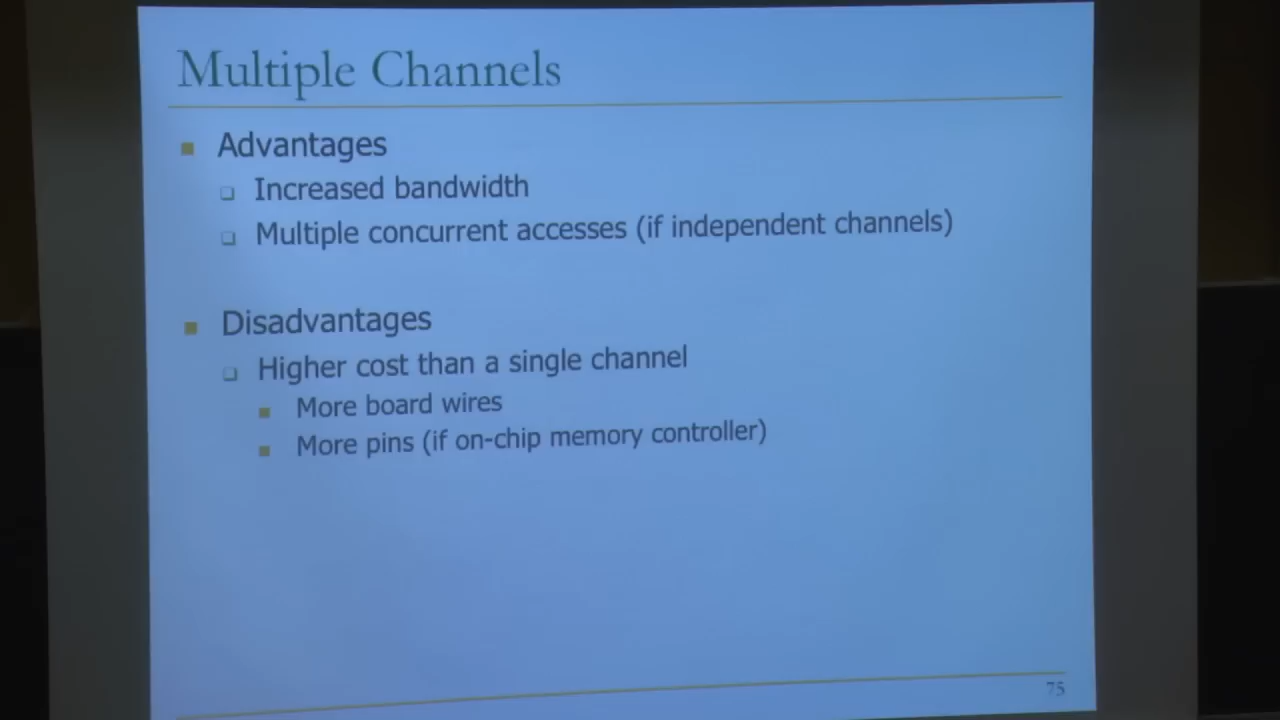 Multiple Channels
Advantages
Increased bandwidth
Multiple concurrent accesses (if independent channels)
Disadvantages
Higher cost than a single channel
More board wires
More pins (if on-chip memory controller)
75